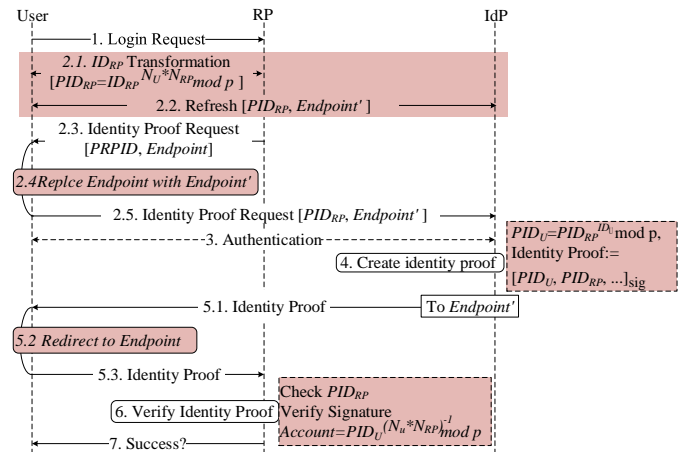 User RP IdP
1. Login Request
2.1. ID_RP Transformation
[PID_RP=ID_RP^N_U*N_RP mod p ]
2.2. Refresh [PID_RP, Endpoint' ]
2.3. Identity Proof Request
[PRPID, Endpoint]
2.4Replce Endpoint with Endpoint'
2.5. Identity Proof Request [PID_RP, Endpoint' ]
3. Authentication
PID_U=PID_RP^ID_U mod p,
Identity Proof:=
[PID_U, PID_RP, ...]_sig
4. Create identity proof
5.1. Identity Proof
To Endpoint'
5.2 Redirect to Endpoint
5.3. Identity Proof
6. Verify Identity Proof
Check PID_RP
Verify Signature
Account=PID_U^(N_u*N_RP)^-1 mod p
7. Success?